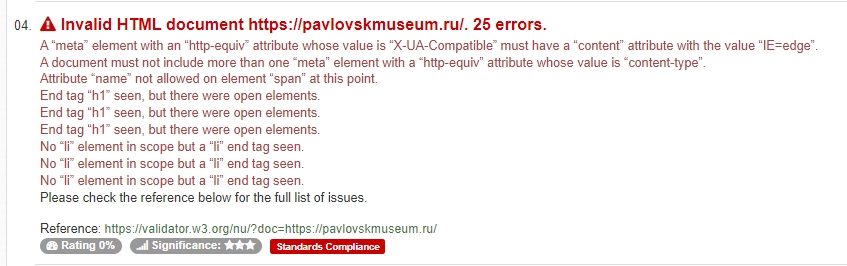 04. Invalid HTML document https://pavlovskmuseum.ru/. 25 errors.
A “meta” element with an “http-equiv” attribute whose value is “X-UA-Compatible” must have a “content” attribute with the value “IE=edge”.
A document must not include more than one “meta” element with a “http-equiv” attribute whose value is “content-type”.
Attribute “name” not allowed on element “span” at this point.
End tag “h1” seen, but there were open elements.
End tag “h1” seen, but there were open elements.
End tag “h1” seen, but there were open elements.
No “li” element in scope but a “li” end tag seen.
No “li” element in scope but a “li” end tag seen.
No “li” element in scope but a “li” end tag seen.
Please check the reference below for the full list of issues.
Reference: https://validator.w3.org/nu/?doc=https://pavlovskmuseum.ru/
Rating 0% Significance: ★★★ Standards Compliance